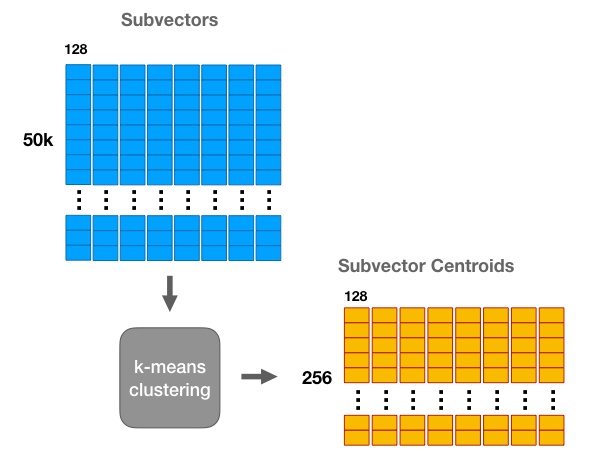 Subvectors
128
50k
Subvector Centroids
128
k-means
clustering
256